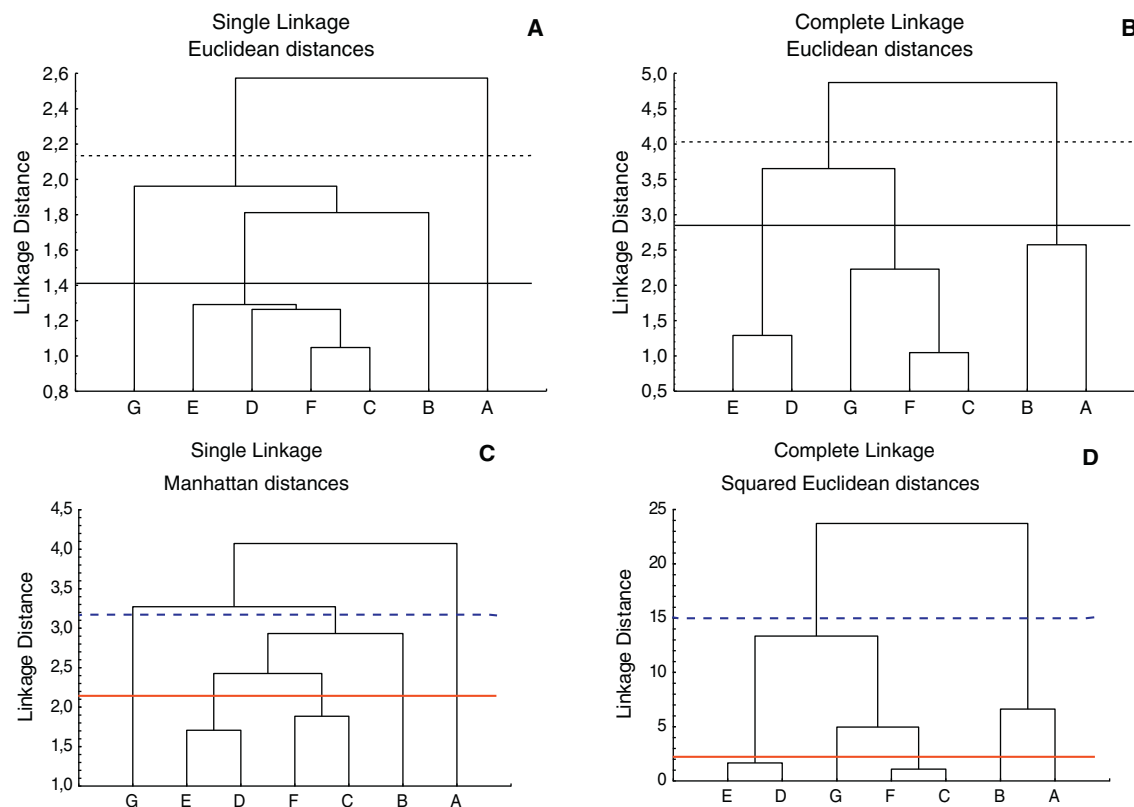 Single Linkage
Euclidean distances
A
Linkage Distance
2,6
2,4
2,2
2,0
1,8
1,6
1,4
1,2
1,0
0,8
G E D F C B A
Complete Linkage
Euclidean distances
B
Linkage Distance
5,0
4,5
4,0
3,5
3,0
2,5
2,0
1,5
1,0
0,5
E D G F C B A
Single Linkage
Manhattan distances
C
Linkage Distance
4,5
4,0
3,5
3,0
2,5
2,0
1,5
1,0
G E D F C B A
Complete Linkage
Squared Euclidean distances
D
Linkage Distance
25
20
15
10
5
0
E D G F C B A